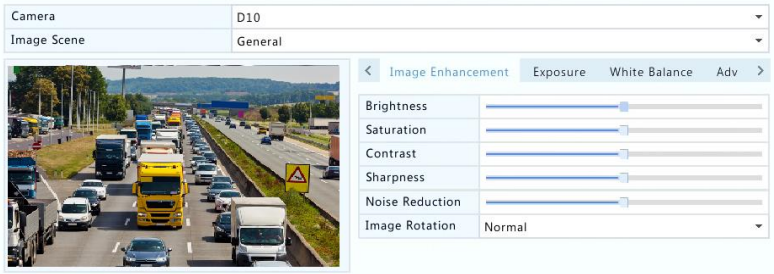 Camera D10
Image Scene General
< Image Enhancement Exposure White Balance Adv >
Brightness
Saturation
Contrast
Sharpness
Noise Reduction
Image Rotation Normal